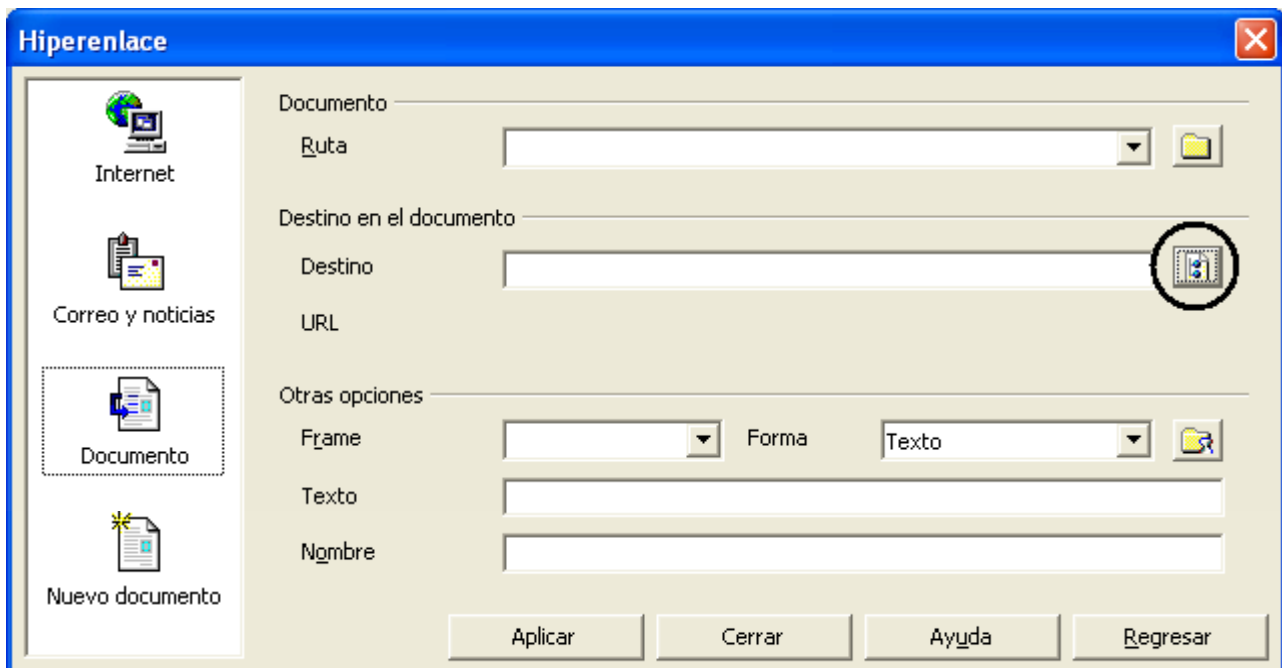 Hiperenlace
Internet
Correo y noticias
Documento
Nuevo documento
Documento
Ruta
Destino en el documento
Destino
URL
Otras opciones
Frame
Forma
Texto
Texto
Nombre
Aplicar
Cerrar
Ayuda
Regresar